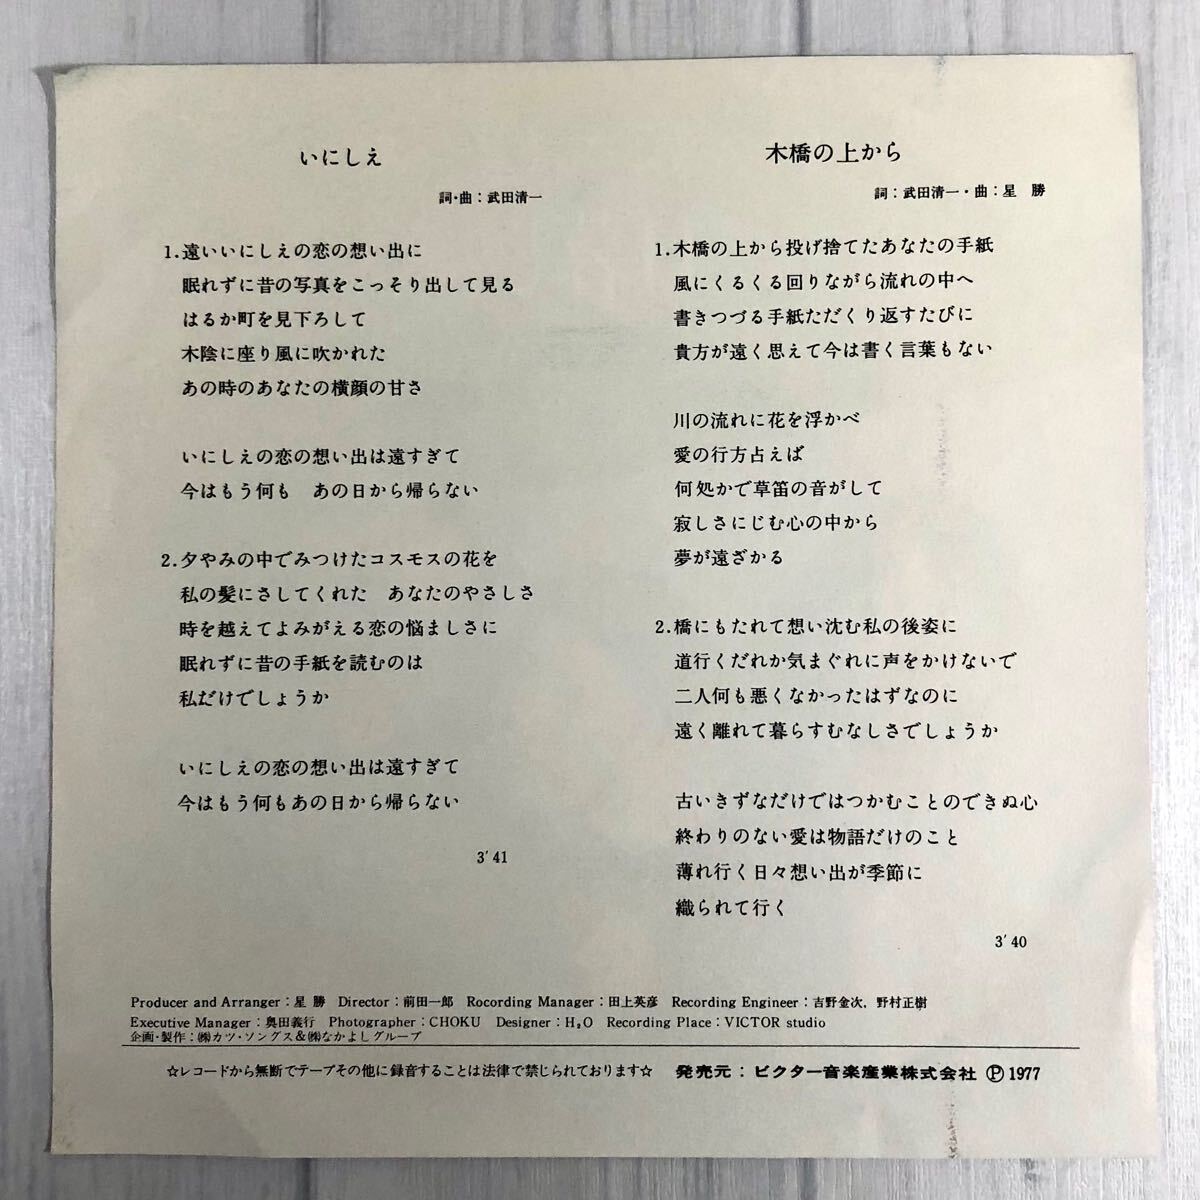 いにしえ
詞・曲：武田清一
1.遠いいにしえの恋の想い出に
眠れずに昔の写真をこっそり出して見る
はるか町を見下ろして
木陰に座り風に吹かれた
あの時のあなたの横顔の甘さ
いにしえの恋の想い出は遠すぎて
今はもう何も　あの日から帰らない
2.夕やみの中でみつけたコスモスの花を
私の髪にさしてくれた　あなたのやさしさ
時を越えてよみがえる恋の悩ましさに
眠れずに昔の手紙を読むのは
私だけでしょうか
いにしえの恋の想い出は遠すぎて
今はもう何もあの日から帰らない
3′41
木橋の上から
詞：武田清一・曲：星　勝
1.木橋の上から投げ捨てたあなたの手紙
風にくるくる回りながら流れの中へ
書きつづる手紙ただくり返すたびに
貴方が遠く思えて今は書く言葉もない
川の流れに花を浮かべ
愛の行方占えば
何処かで草笛の音がして
寂しさにじむ心の中から
夢が遠ざかる
2.橋にもたれて想い沈む私の後姿に
道行くだれか気まぐれに声をかけないで
二人何も悪くなかったはずなのに
遠く離れて暮らすむなしさでしょうか
古いきずなだけではつかむことのできぬ心
終わりのない愛は物語だけのこと
薄れ行く日々想い出が季節に
織られて行く
3′40
Producer and Arranger：星 勝　Director：前田一郎　Rocording Manager：田上英彦　Recording Engineer：吉野金次，野村正樹
Executive Manager：奥田義行　Photographer：CHOKU　Designer：H₂O　Recording Place：VICTOR studio
企画・製作：㈱カツ・ソングス＆㈱なかよしグループ
☆レコードから無断でテープその他に録音することは法律で禁じられております☆　発売元：ビクター音楽産業株式会社 Ⓟ 1977